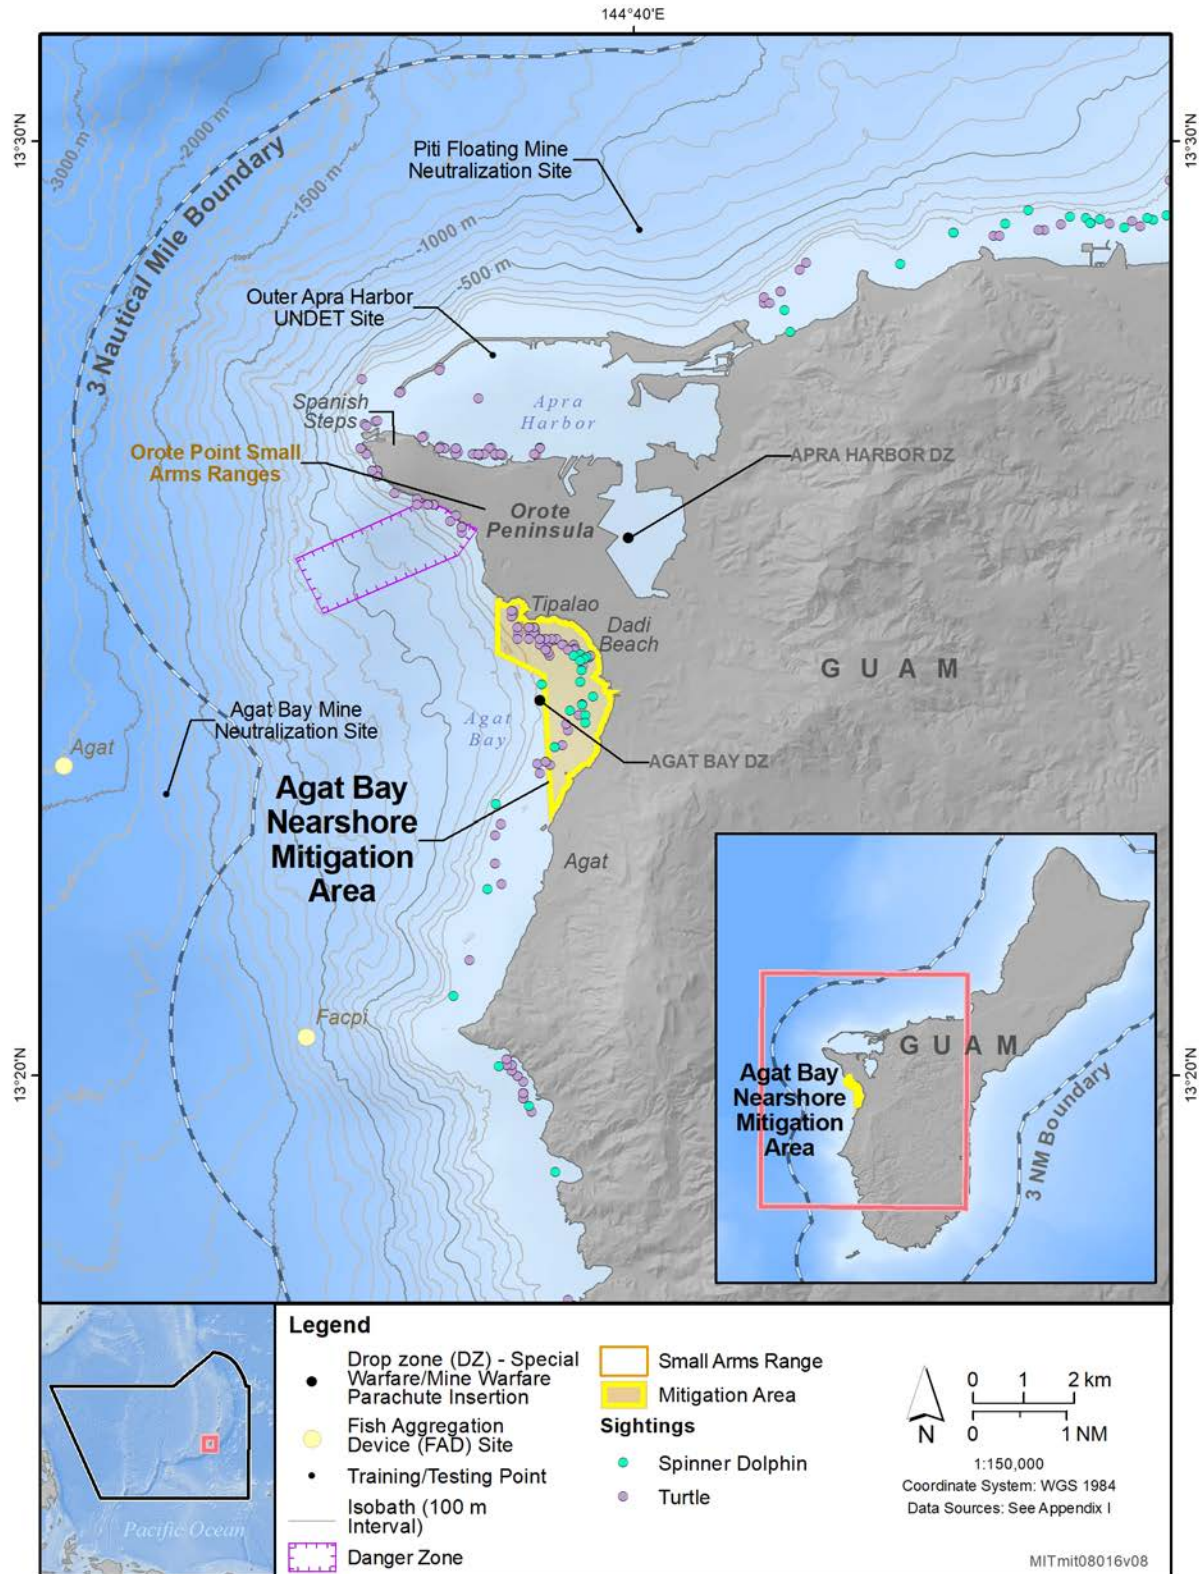 144°40'E
13°30'N
13°30'N
-3000 m
-2000 m
-1500 m
-1000 m
-500 m
3 Nautical Mile Boundary
Piti Floating Mine
Neutralization Site
Outer Apra Harbor
UNDET Site
Spanish
Steps
Apra
Harbor
Orote Point Small
Arms Ranges
APRA HARBOR DZ
Orote
Peninsula
Tipalao
Dadi
Beach
GUAM
Agat Bay Mine
Neutralization Site
Agat
Agat
Bay
AGAT BAY DZ
Agat Bay
Nearshore
Mitigation
Area
Agat
Facpi
13°20'N
13°20'N
GUAM
Agat Bay
Nearshore
Mitigation
Area
3 NM Boundary
Pacific Ocean
Legend
Drop zone (DZ) - Special
Warfare/Mine Warfare
Parachute Insertion
Fish Aggregation
Device (FAD) Site
Training/Testing Point
Isobath (100 m
Interval)
Danger Zone
Small Arms Range
Mitigation Area
Sightings
Spinner Dolphin
Turtle
N
0 1 2 km
0 1 NM
1:150,000
Coordinate System: WGS 1984
Data Sources: See Appendix I
MITmit08016v08